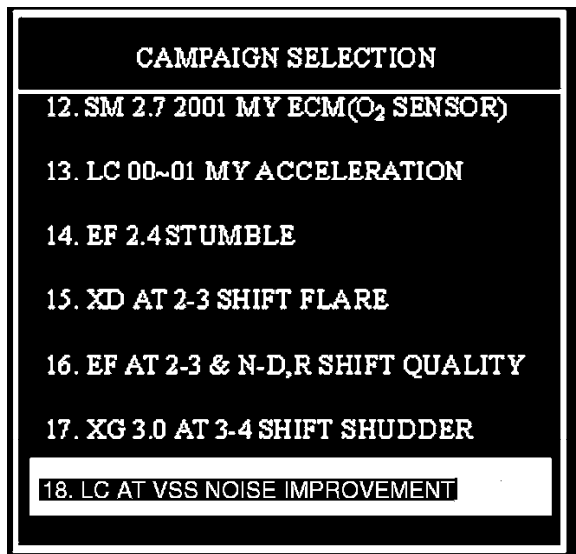 CAMPAIGN SELECTION
12. SM 2.7 2001 MY ECM(O₂ SENSOR)
13. LC 00~01 MY ACCELERATION
14. EF 2.4 STUMBLE
15. XD AT 2-3 SHIFT FLARE
16. EF AT 2-3 & N-D,R SHIFT QUALITY
17. XG 3.0 AT 3-4 SHIFT SHUDDER
18. LC AT VSS NOISE IMPROVEMENT